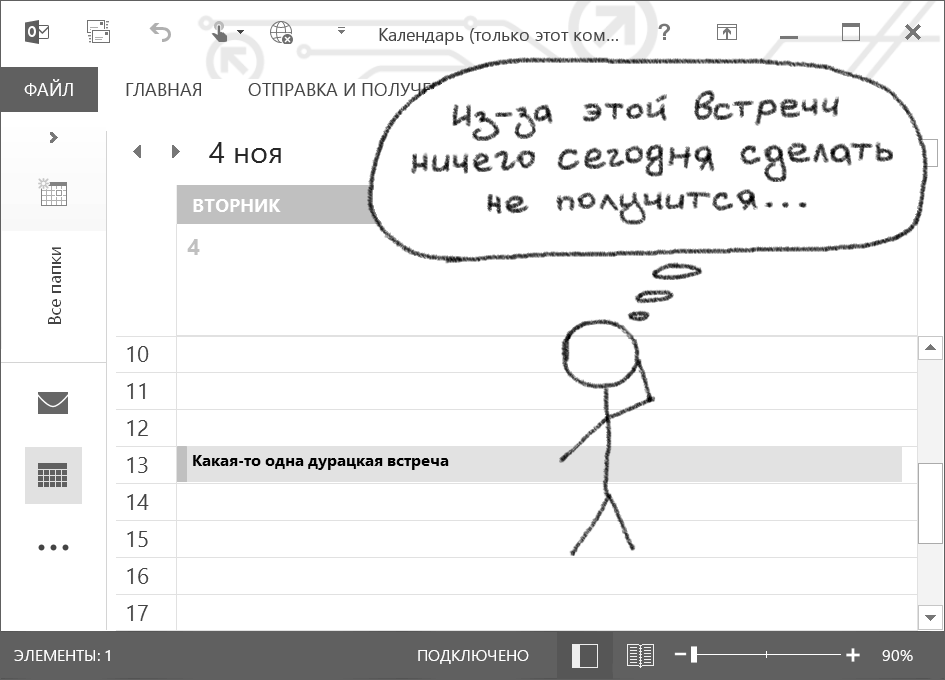 Календарь (только этот ком...
?
ФАЙЛ
ГЛАВНАЯ
ОТПРАВКА И ПОЛУЧЕ
Из-за этой встречи
ничего сегодня сделать
не получится...
4 ноя
ВТОРНИК
4
Все папки
10
11
12
13
Какая-то одна дурацкая встреча
14
15
16
17
ЭЛЕМЕНТЫ: 1
ПОДКЛЮЧЕНО
90%